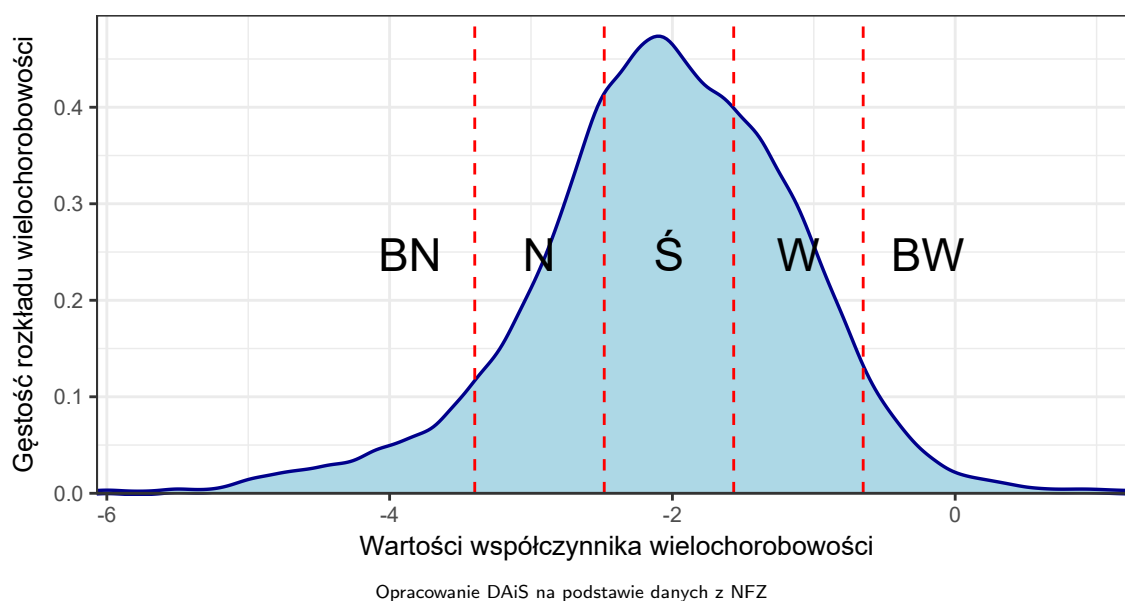 Gęstość rozkładu wielochorobowości
0.4
0.3
0.2
0.1
0.0
BN N Ś W BW
-6 -4 -2 0
Wartości współczynnika wielochorobowości
Opracowanie DAiS na podstawie danych z NFZ